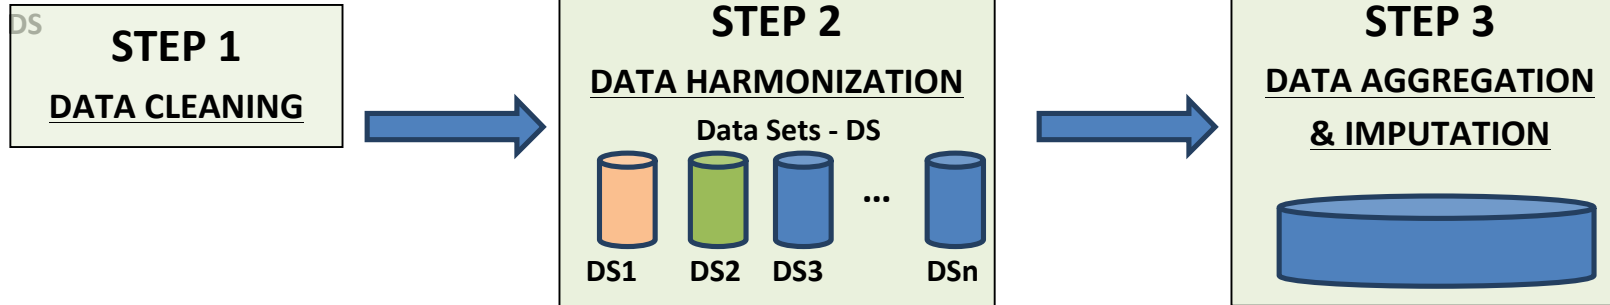 DS
STEP 1
DATA CLEANING
STEP 2
DATA HARMONIZATION
Data Sets - DS
...
DS1 DS2 DS3 DSn
STEP 3
DATA AGGREGATION
& IMPUTATION